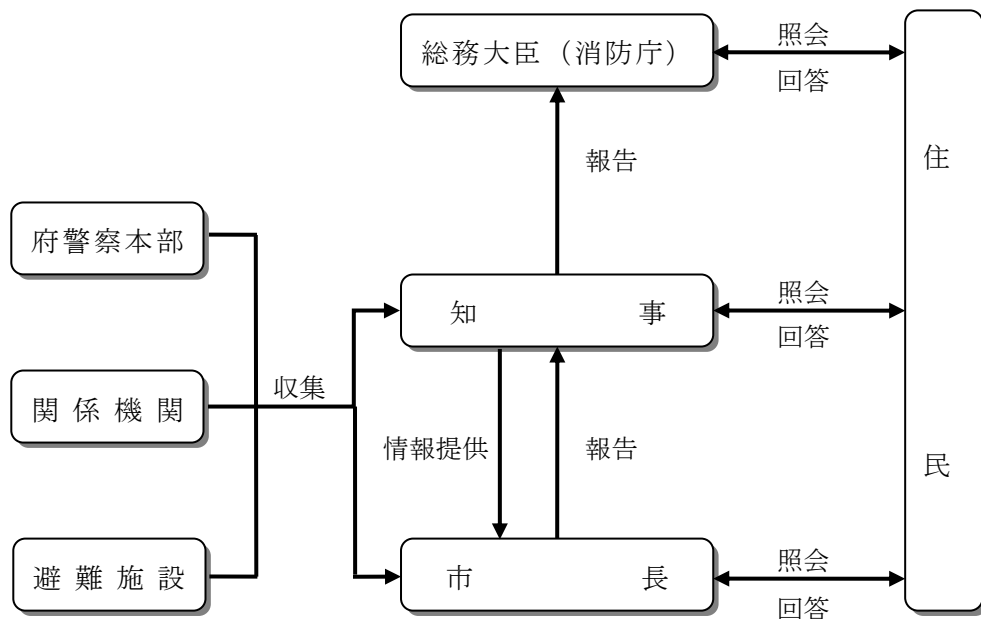 総務大臣（消防庁）
照会
回答
住民
報告
府警察本部
知事
照会
回答
関係機関
収集
情報提供
報告
避難施設
市長
照会
回答